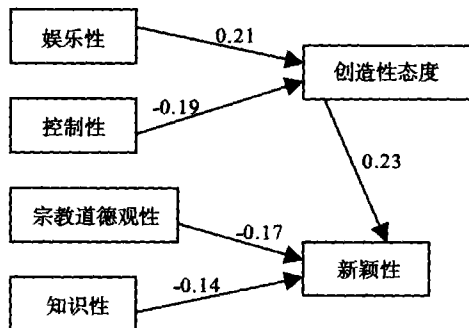 娱乐性
0.21
创造性态度
控制性
-0.19
0.23
宗教道德观性
-0.17
新颖性
知识性
-0.14